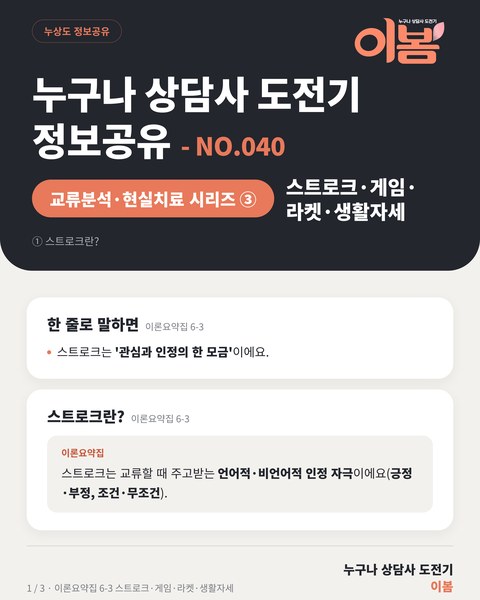 누상도 정보공유
누구나 상담사 도전기
이봄
누구나 상담사 도전기
정보공유 - NO.040
교류분석·현실치료 시리즈 ③
스트로크·게임·
라켓·생활자세
① 스트로크란?
한 줄로 말하면 이론요약집 6-3
• 스트로크는 '관심과 인정의 한 모금'이에요.
스트로크란? 이론요약집 6-3
이론요약집
스트로크는 교류할 때 주고받는 언어적·비언어적 인정 자극이에요(긍정
·부정, 조건·무조건).
누구나 상담사 도전기
1 / 3 · 이론요약집 6-3 스트로크·게임·라켓·생활자세
이봄